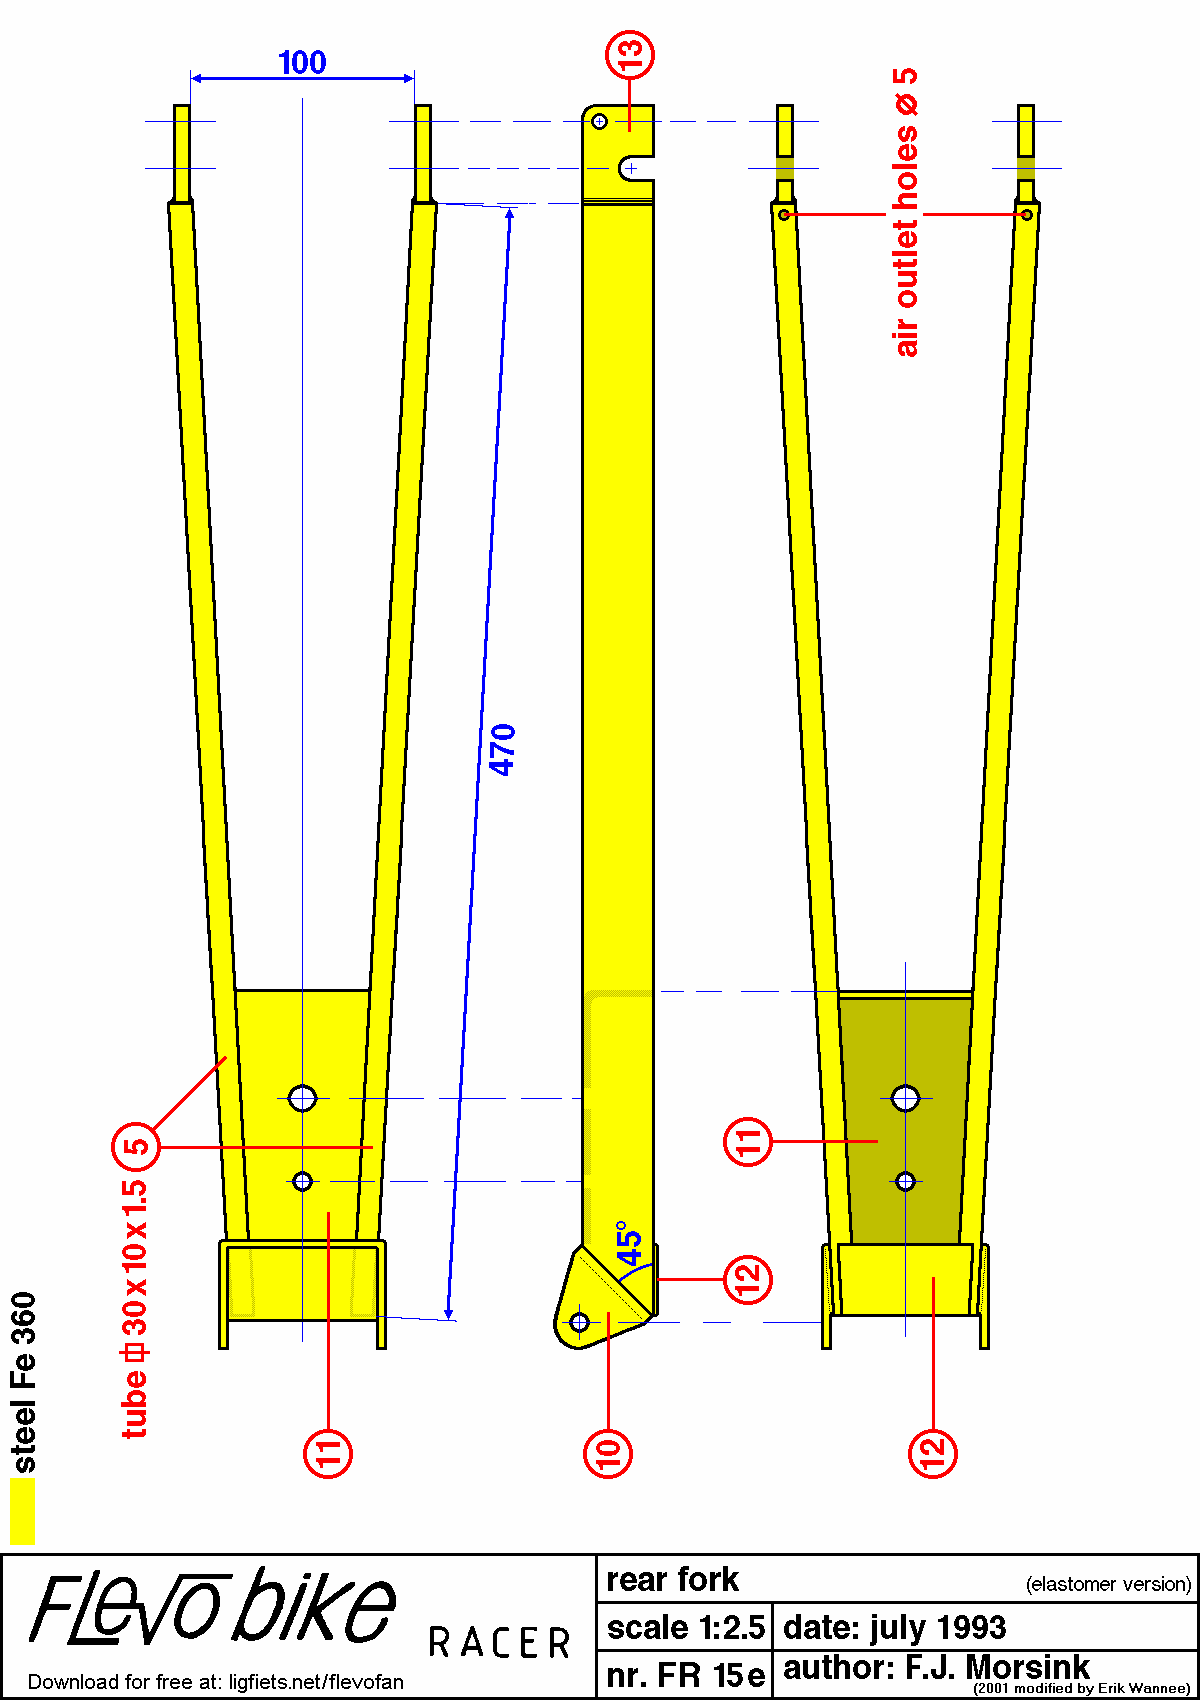 100
13
air outlet holes ⌀ 5
470
5
tube ⏀ 30 x 10 x 1.5
11
45°
12
11
10
12
steel Fe 360
Flevobike
RACER
Download for free at: ligfiets.net/flevofan
rear fork (elastomer version)
scale 1:2.5
date: july 1993
nr. FR 15e
author: F.J. Morsink
(2001 modified by Erik Wannee)